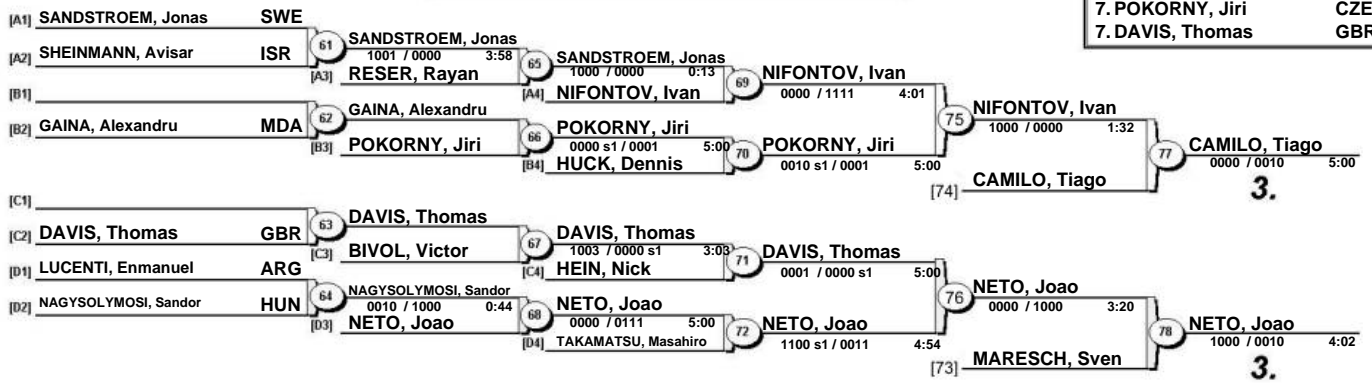 7. POKORNY, Jiri CZE
7. DAVIS, Thomas GBR
[A1] SANDSTROEM, Jonas SWE
[A2] SHEINMANN, Avisar ISR
61
SANDSTROEM, Jonas
1001 / 0000 3:58
[A3] RESER, Rayan
65
SANDSTROEM, Jonas
1000 / 0000 0:13
[A4] NIFONTOV, Ivan
69
NIFONTOV, Ivan
0000 / 1111 4:01
[B1]
[B2] GAINA, Alexandru MDA
62
GAINA, Alexandru
[B3] POKORNY, Jiri
66
POKORNY, Jiri
0000 s1 / 0001 5:00
[B4] HUCK, Dennis
70
POKORNY, Jiri
0010 s1 / 0001 5:00
75
NIFONTOV, Ivan
1000 / 0000 1:32
[74] CAMILO, Tiago
77
CAMILO, Tiago
0000 / 0010 5:00
3.
[C1]
[C2] DAVIS, Thomas GBR
63
DAVIS, Thomas
[C3] BIVOL, Victor
67
DAVIS, Thomas
1003 / 0000 s1 3:03
[C4] HEIN, Nick
71
DAVIS, Thomas
0001 / 0000 s1 5:00
[D1] LUCENTI, Enmanuel ARG
[D2] NAGYSOLYMOSI, Sandor HUN
64
NAGYSOLYMOSI, Sandor
0010 / 1000 0:44
[D3] NETO, Joao
68
NETO, Joao
0000 / 0111 5:00
[D4] TAKAMATSU, Masahiro
72
NETO, Joao
1100 s1 / 0011 4:54
76
NETO, Joao
0000 / 1000 3:20
[73] MARESCH, Sven
78
NETO, Joao
1000 / 0010 4:02
3.